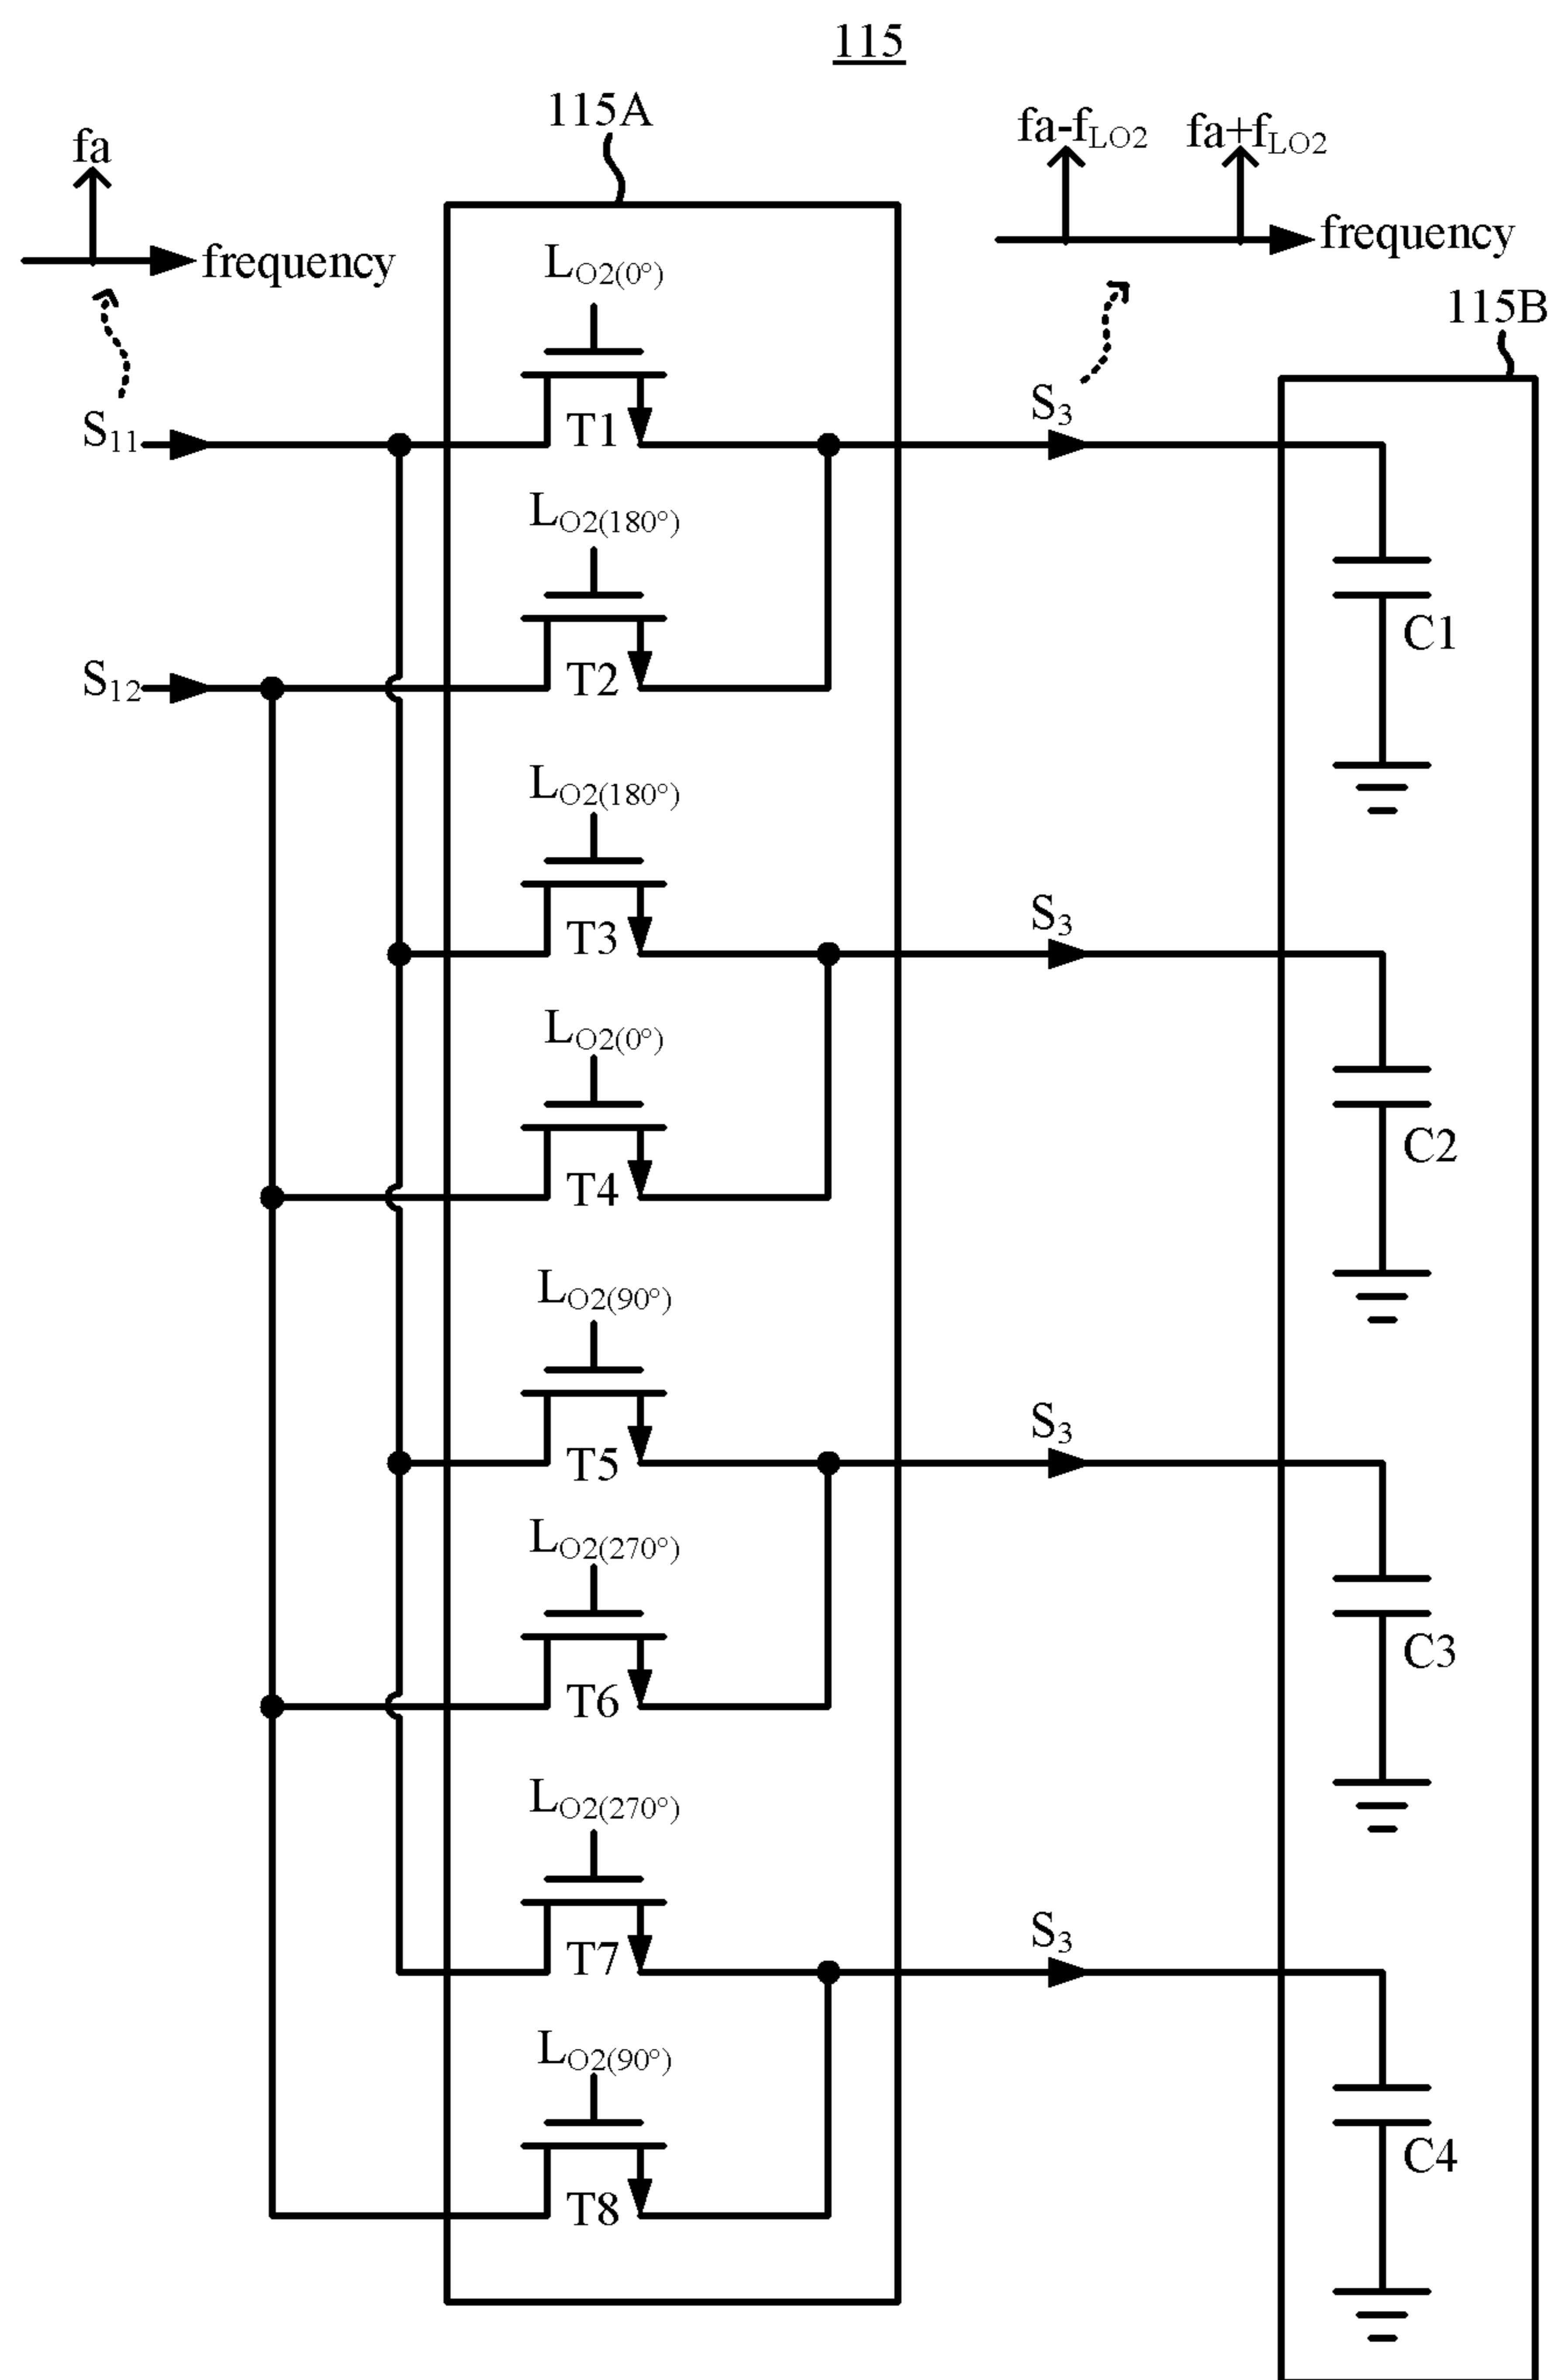 115
115A
fa
frequency
fa-fLO2
fa+fLO2
frequency
115B
LO2(0°)
S11
T1
S3
LO2(180°)
C1
S12
T2
LO2(180°)
T3
S3
LO2(0°)
C2
T4
LO2(90°)
T5
S3
LO2(270°)
C3
T6
LO2(270°)
T7
S3
LO2(90°)
C4
T8